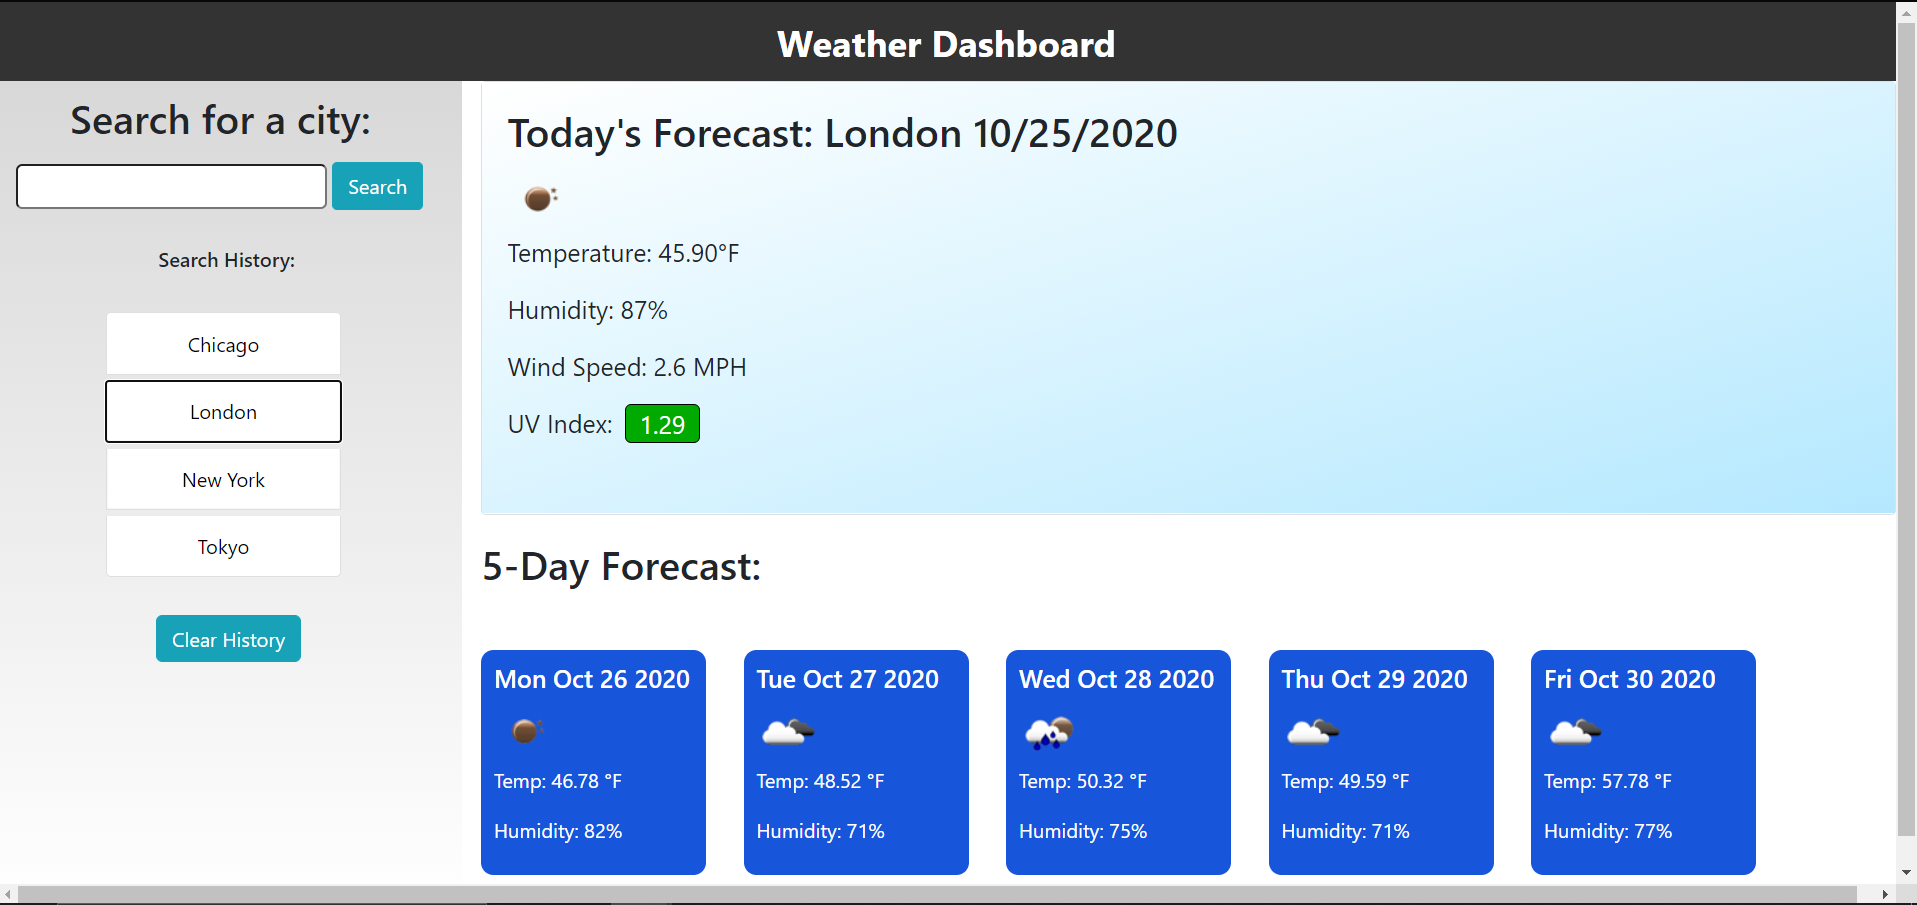 Weather Dashboard
Search for a city:
Search
Search History:
Chicago
London
New York
Tokyo
Clear History
Today's Forecast: London 10/25/2020
Temperature: 45.90°F
Humidity: 87%
Wind Speed: 2.6 MPH
UV Index: 1.29
5-Day Forecast:
Mon Oct 26 2020
Temp: 46.78 °F
Humidity: 82%
Tue Oct 27 2020
Temp: 48.52 °F
Humidity: 71%
Wed Oct 28 2020
Temp: 50.32 °F
Humidity: 75%
Thu Oct 29 2020
Temp: 49.59 °F
Humidity: 71%
Fri Oct 30 2020
Temp: 57.78 °F
Humidity: 77%